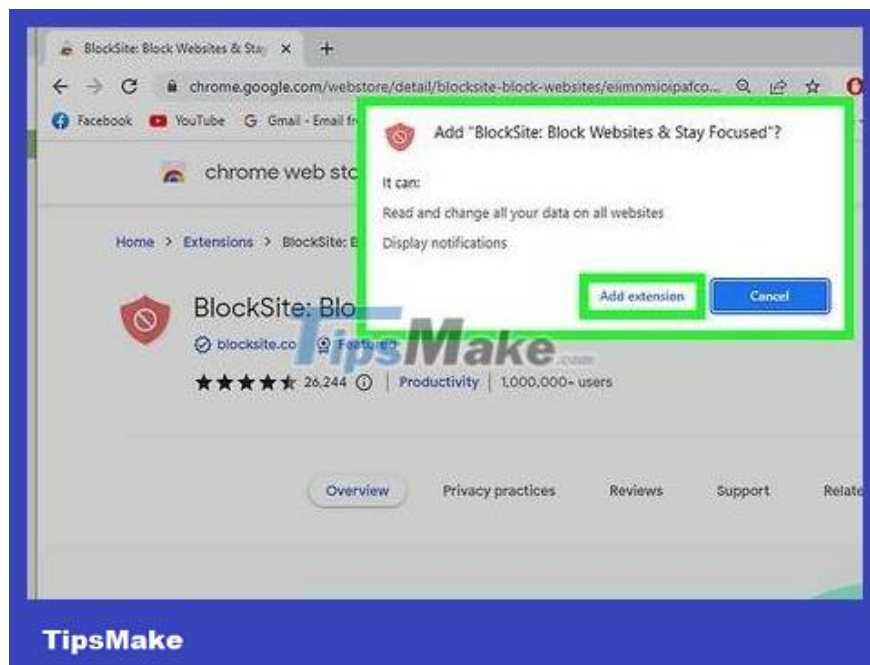 BlockSite: Block Websites & Stay
chrome.google.com/webstore/detail/blocksite-block-websites/eiimnmioipafco...
Facebook YouTube Gmail - Email fr
chrome web sto
Home > Extensions > BlockSite: B
Add "BlockSite: Block Websites & Stay Focused"?
It can:
Read and change all your data on all websites
Display notifications
Add extension Cancel
BlockSite: Blo
blocksite.co Featured
TipsMake.com
26,244 Productivity 1,000,000+ users
Overview Privacy practices Reviews Support Relate
TipsMake